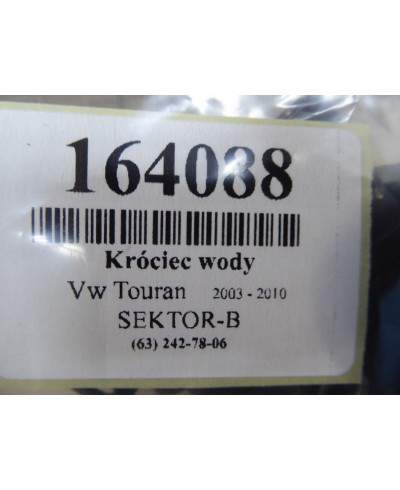 164088
Króciec wody
Vw Touran 2003 - 2010
SEKTOR-B
(63) 242-78-06